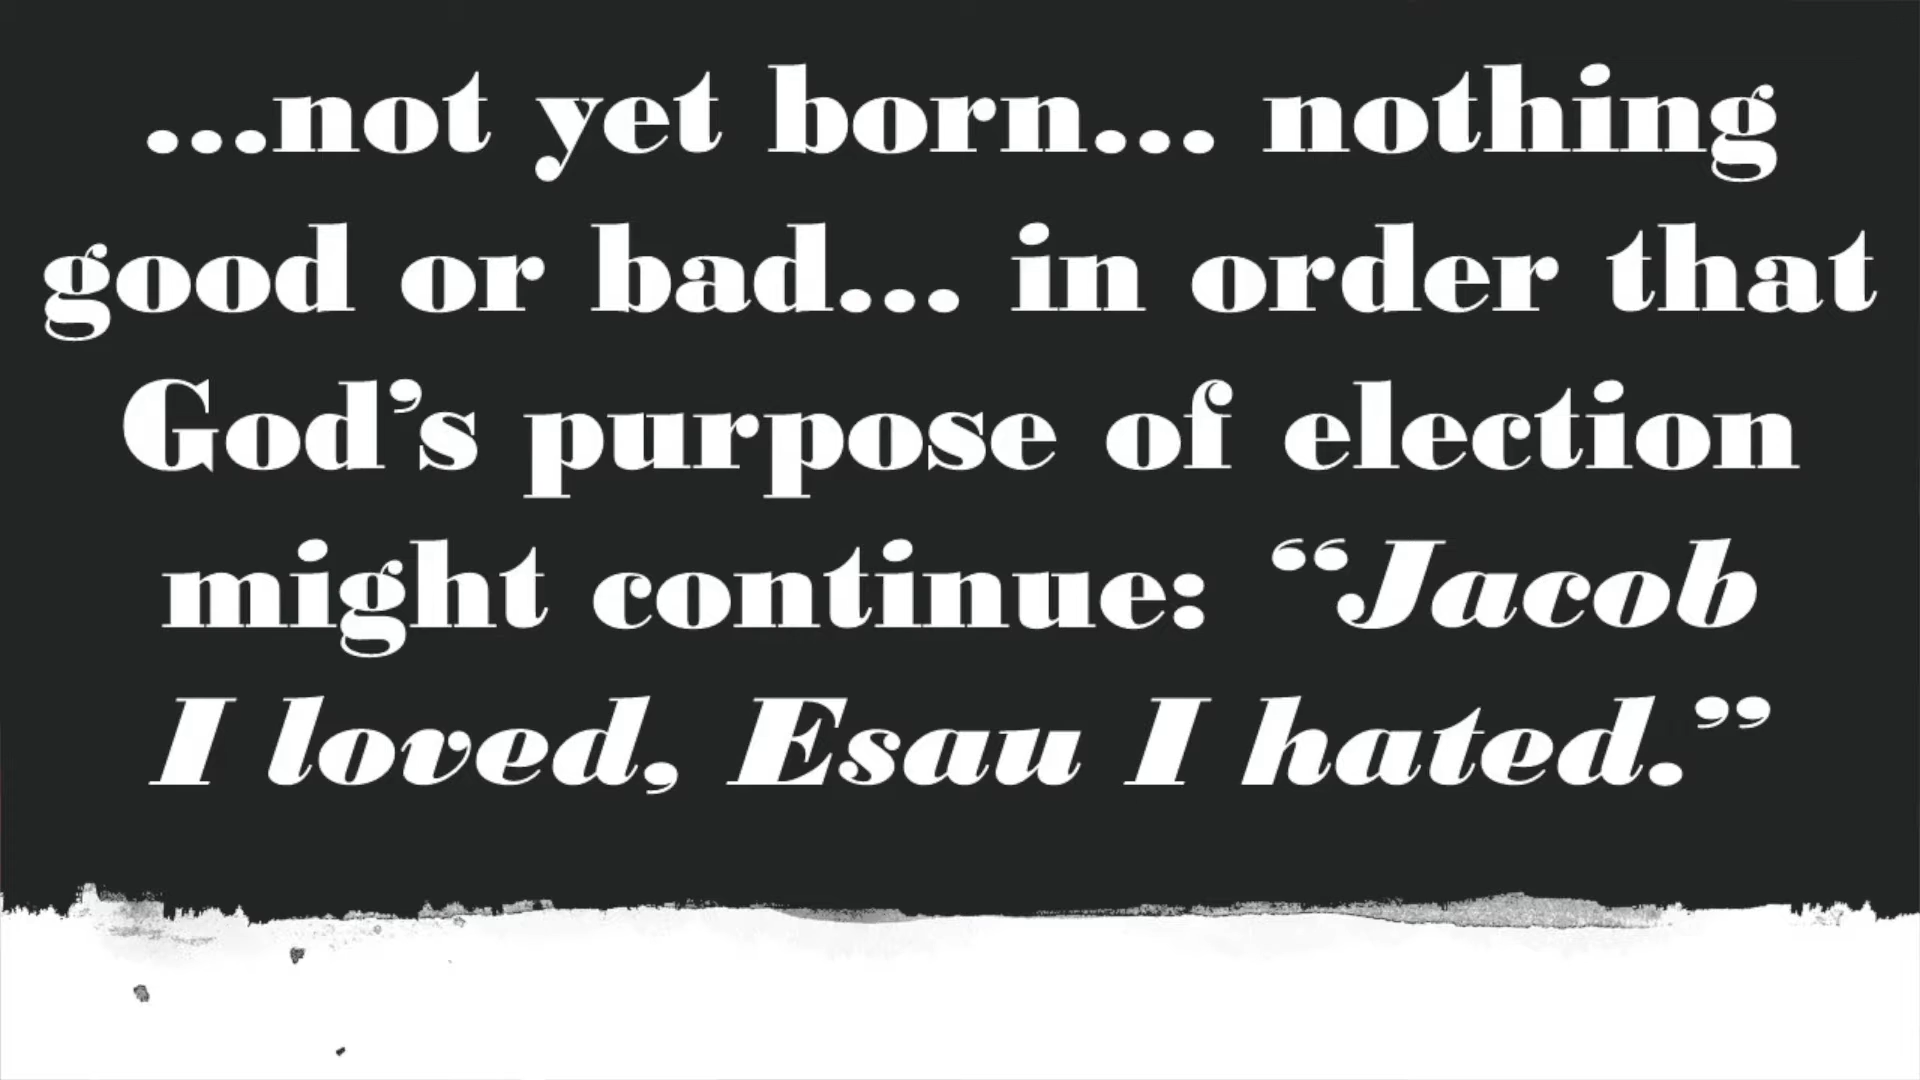 ...not yet born... nothing
good or bad... in order that
God’s purpose of election
might continue: “Jacob
I loved, Esau I hated.”